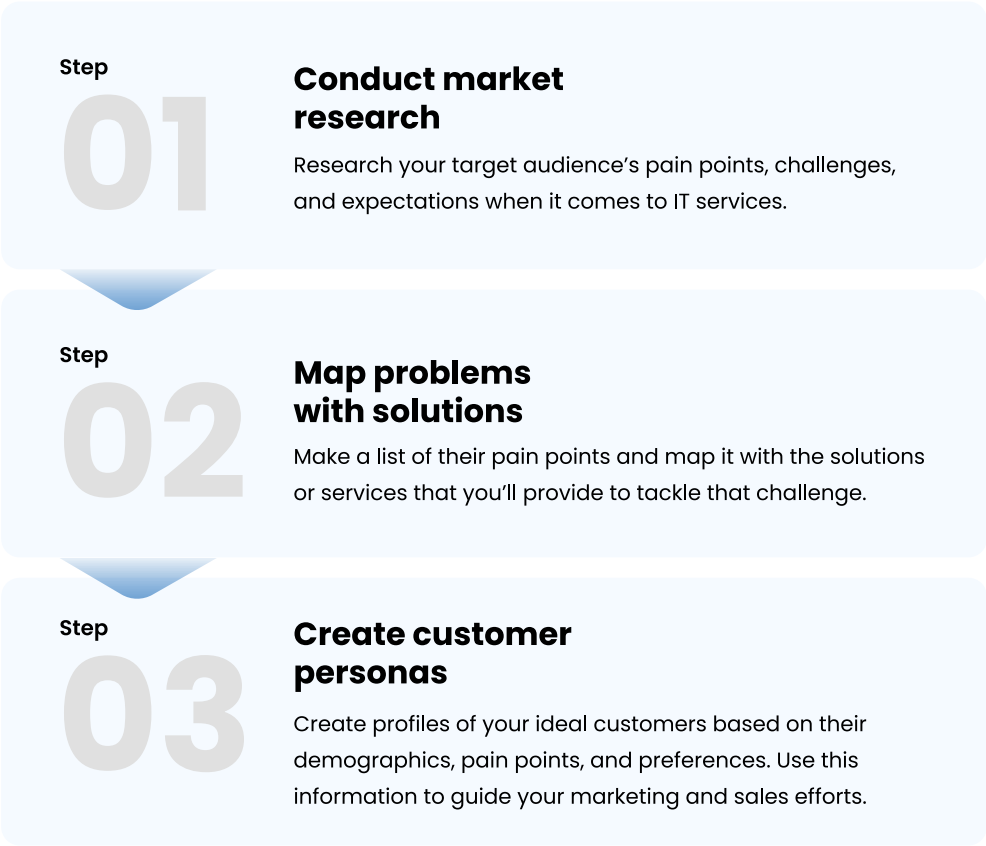 Step
01
Conduct market
research
Research your target audience’s pain points, challenges,
and expectations when it comes to IT services.
Step
02
Map problems
with solutions
Make a list of their pain points and map it with the solutions
or services that you’ll provide to tackle that challenge.
Step
03
Create customer
personas
Create profiles of your ideal customers based on their
demographics, pain points, and preferences. Use this
information to guide your marketing and sales efforts.